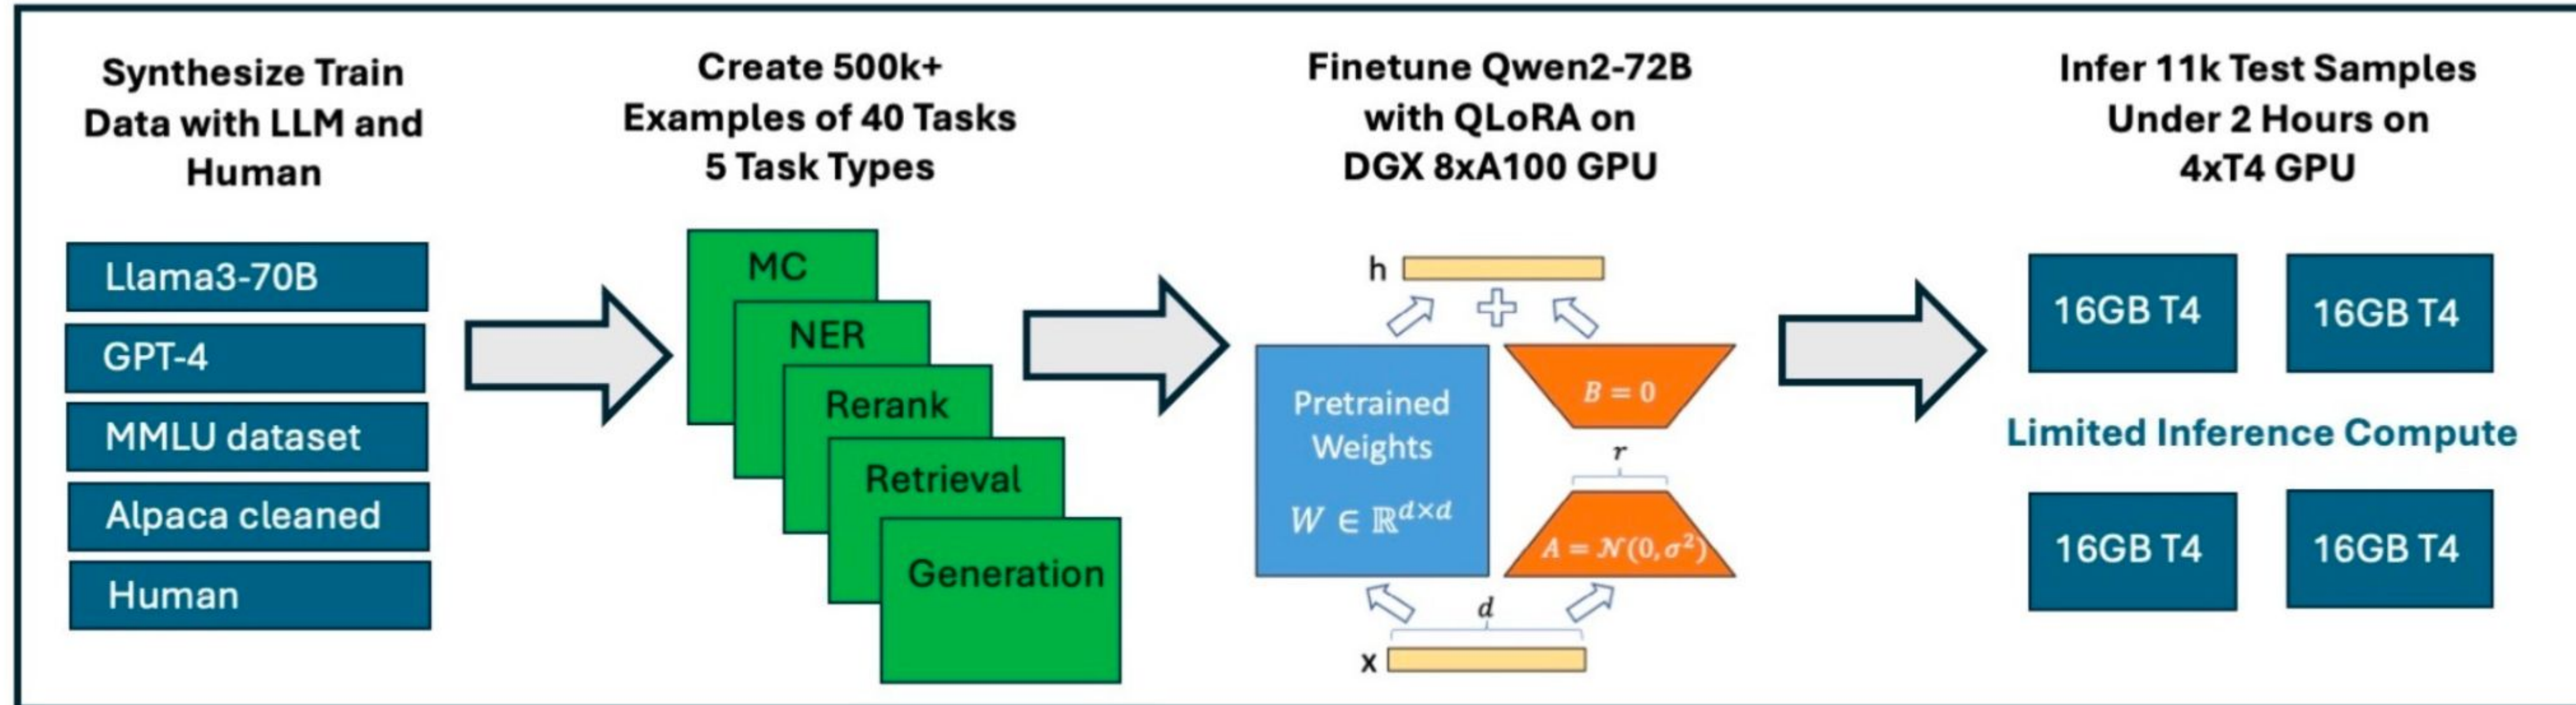 Synthesize Train
Data with LLM and
Human
Llama3-70B
GPT-4
MMLU dataset
Alpaca cleaned
Human
Create 500k+
Examples of 40 Tasks
5 Task Types
MC
NER
Rerank
Retrieval
Generation
Finetune Qwen2-72B
with QLoRA on
DGX 8xA100 GPU
h
Pretrained
Weights
W ∈ ℝ^{d×d}
B = 0
r
A = 𝒩(0, σ²)
d
x
Infer 11k Test Samples
Under 2 Hours on
4xT4 GPU
16GB T4
16GB T4
Limited Inference Compute
16GB T4
16GB T4